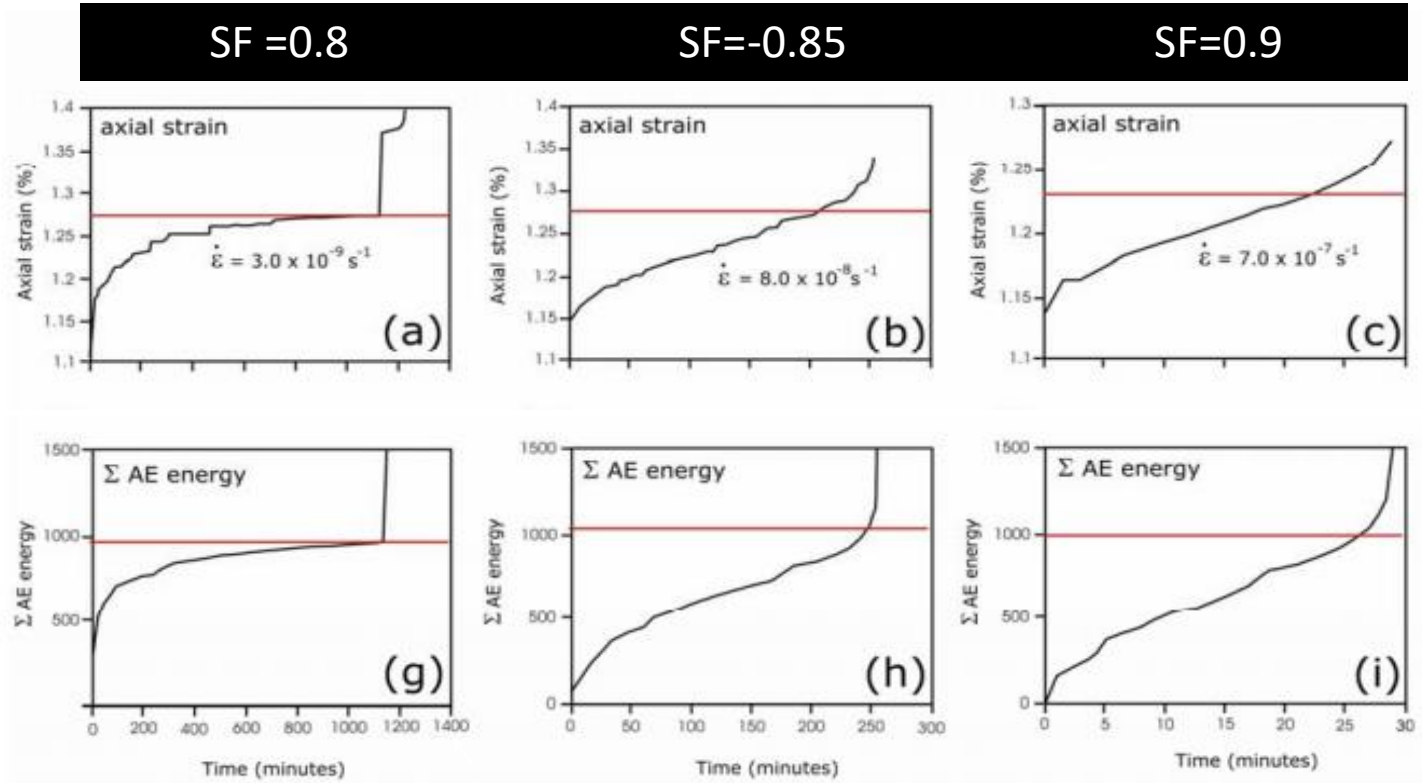 SF =0.8
SF=-0.85
SF=0.9
1.4
1.35
1.3
1.25
1.2
1.15
1.1
Axial strain (%)
axial strain
ε̇ = 3.0 x 10⁻⁹ s⁻¹
(a)
1.4
1.35
1.3
1.25
1.20
1.15
1.1
Axial strain (%)
axial strain
ε̇ = 8.0 x 10⁻⁸ s⁻¹
(b)
1.3
1.25
1.2
1.15
1.1
Axial strain (%)
axial strain
ε̇ = 7.0 x 10⁻⁷ s⁻¹
(c)
1500
1000
500
Σ AE energy
Σ AE energy
(g)
0 200 400 600 800 1000 1200 1400
Time (minutes)
1500
1000
500
0
Σ AE energy
Σ AE energy
(h)
0 50 100 150 200 250 300
Time (minutes)
1500
1000
500
0
Σ AE energy
Σ AE energy
(i)
0 5 10 15 20 25 30
Time (minutes)